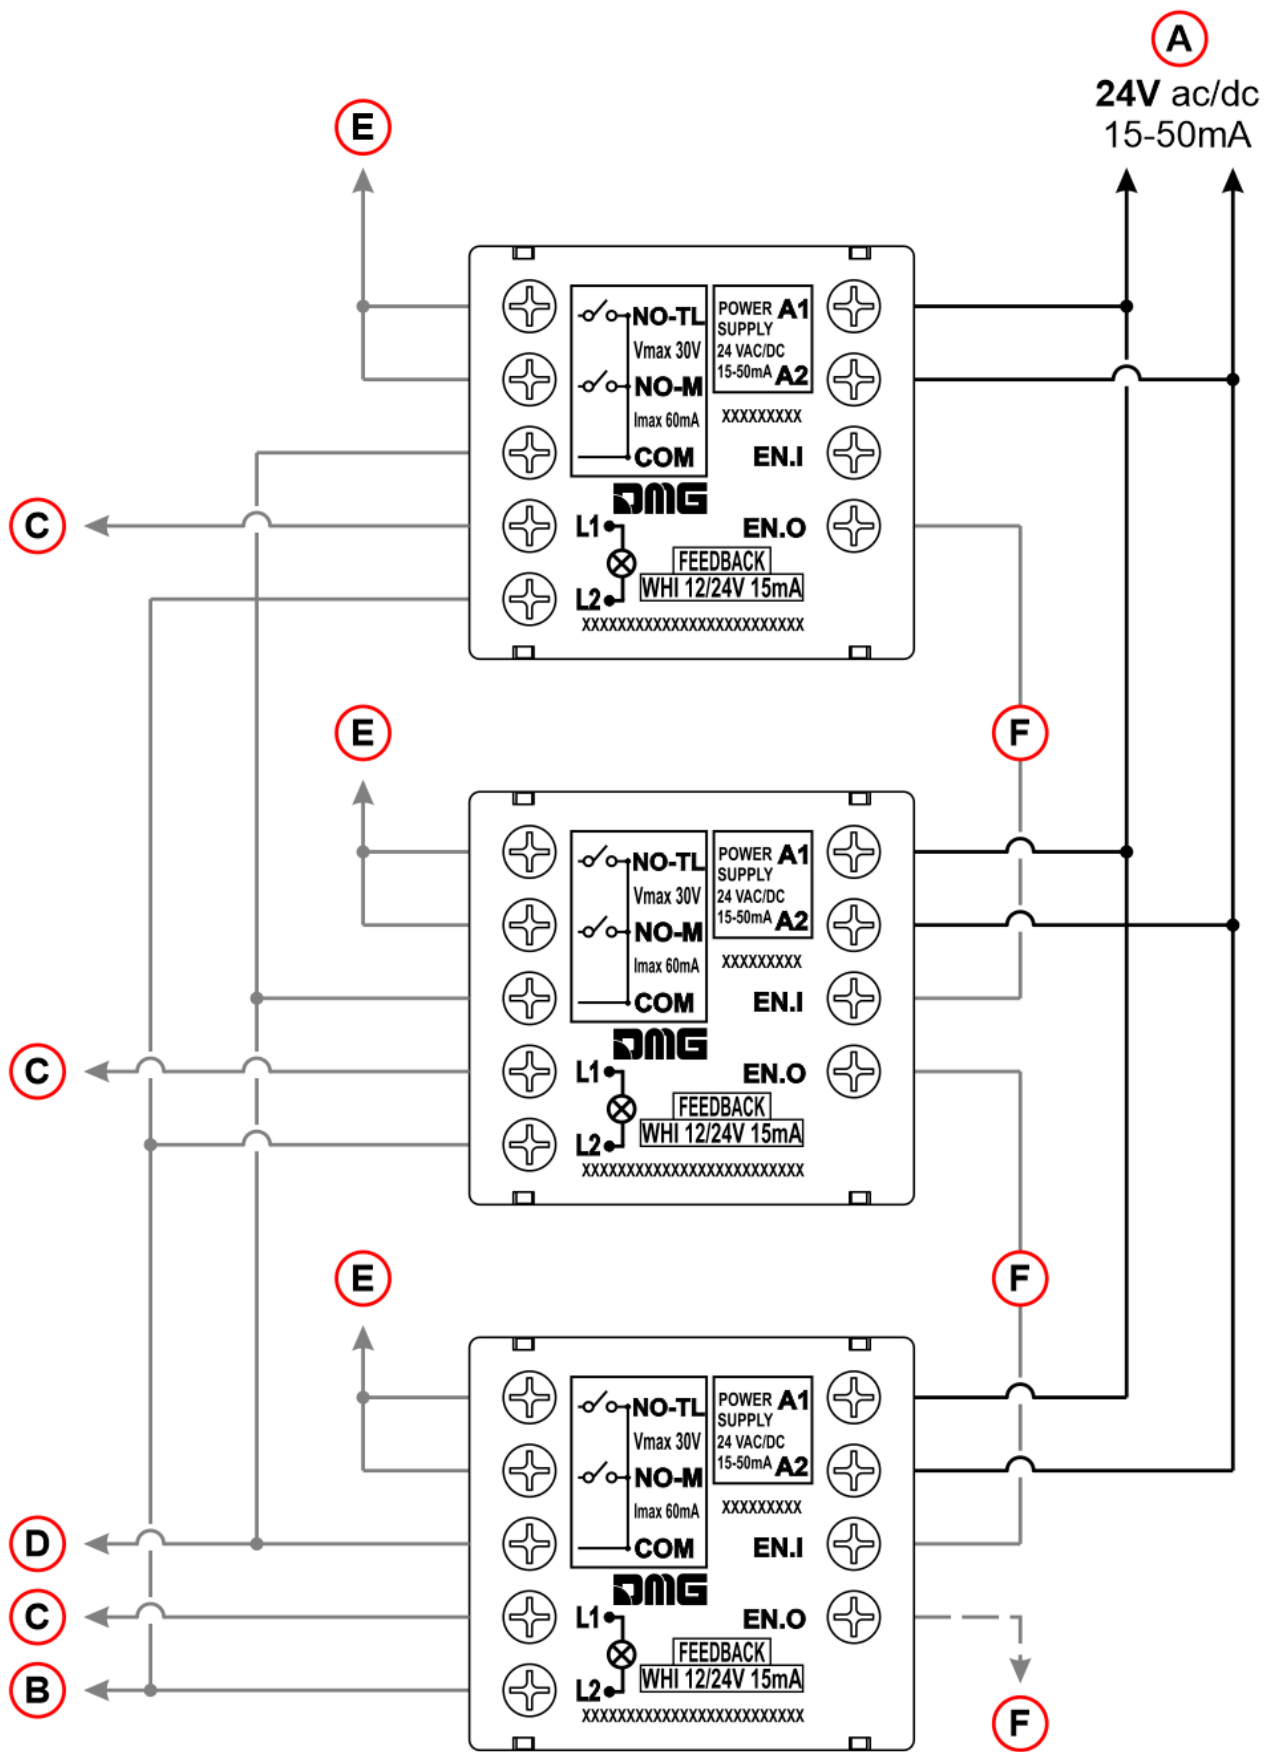 A
24V ac/dc
15-50mA
E
NO-TL
Vmax 30V
NO-M
Imax 60mA
COM
POWER A1
SUPPLY
24 VAC/DC
15-50mA A2
XXXXXXXXX
EN.I
DMG
C
L1
EN.O
FEEDBACK
WHI 12/24V 15mA
L2
XXXXXXXXXXXXXXXXXXXXXXXXX
E
F
NO-TL
Vmax 30V
NO-M
Imax 60mA
COM
POWER A1
SUPPLY
24 VAC/DC
15-50mA A2
XXXXXXXXX
EN.I
DMG
C
L1
EN.O
FEEDBACK
WHI 12/24V 15mA
L2
XXXXXXXXXXXXXXXXXXXXXXXXX
E
F
NO-TL
Vmax 30V
NO-M
Imax 60mA
COM
POWER A1
SUPPLY
24 VAC/DC
15-50mA A2
XXXXXXXXX
EN.I
D
DMG
C
L1
EN.O
FEEDBACK
WHI 12/24V 15mA
B
L2
XXXXXXXXXXXXXXXXXXXXXXXXX
F